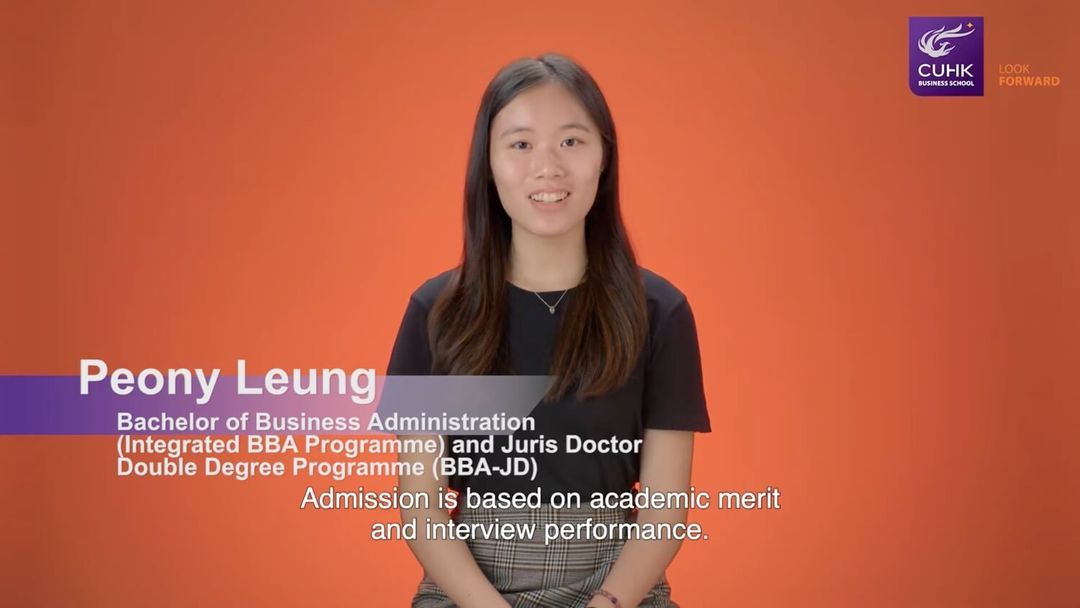 CUHK
BUSINESS SCHOOL
LOOK
FORWARD
Peony Leung
Bachelor of Business Administration
(Integrated BBA Programme) and Juris Doctor
Double Degree Programme (BBA-JD)
Admission is based on academic merit
and interview performance.